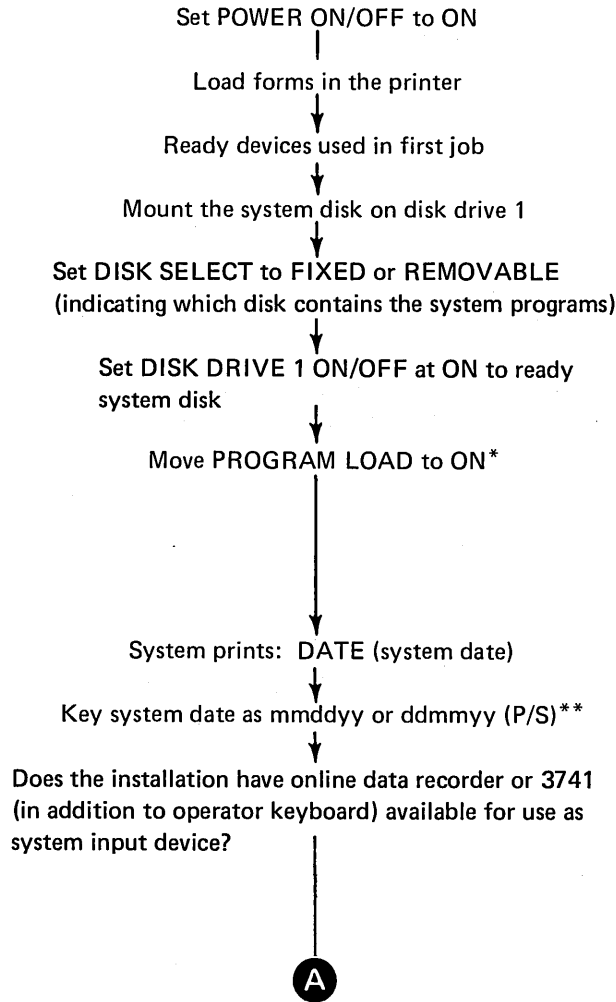 Set POWER ON/OFF to ON
Load forms in the printer
Ready devices used in first job
Mount the system disk on disk drive 1
Set DISK SELECT to FIXED or REMOVABLE
(indicating which disk contains the system programs)
Set DISK DRIVE 1 ON/OFF at ON to ready
system disk
Move PROGRAM LOAD to ON*
System prints: DATE (system date)
Key system date as mmddyy or ddmmyy (P/S)**
Does the installation have online data recorder or 3741
(in addition to operator keyboard) available for use as
system input device?
A